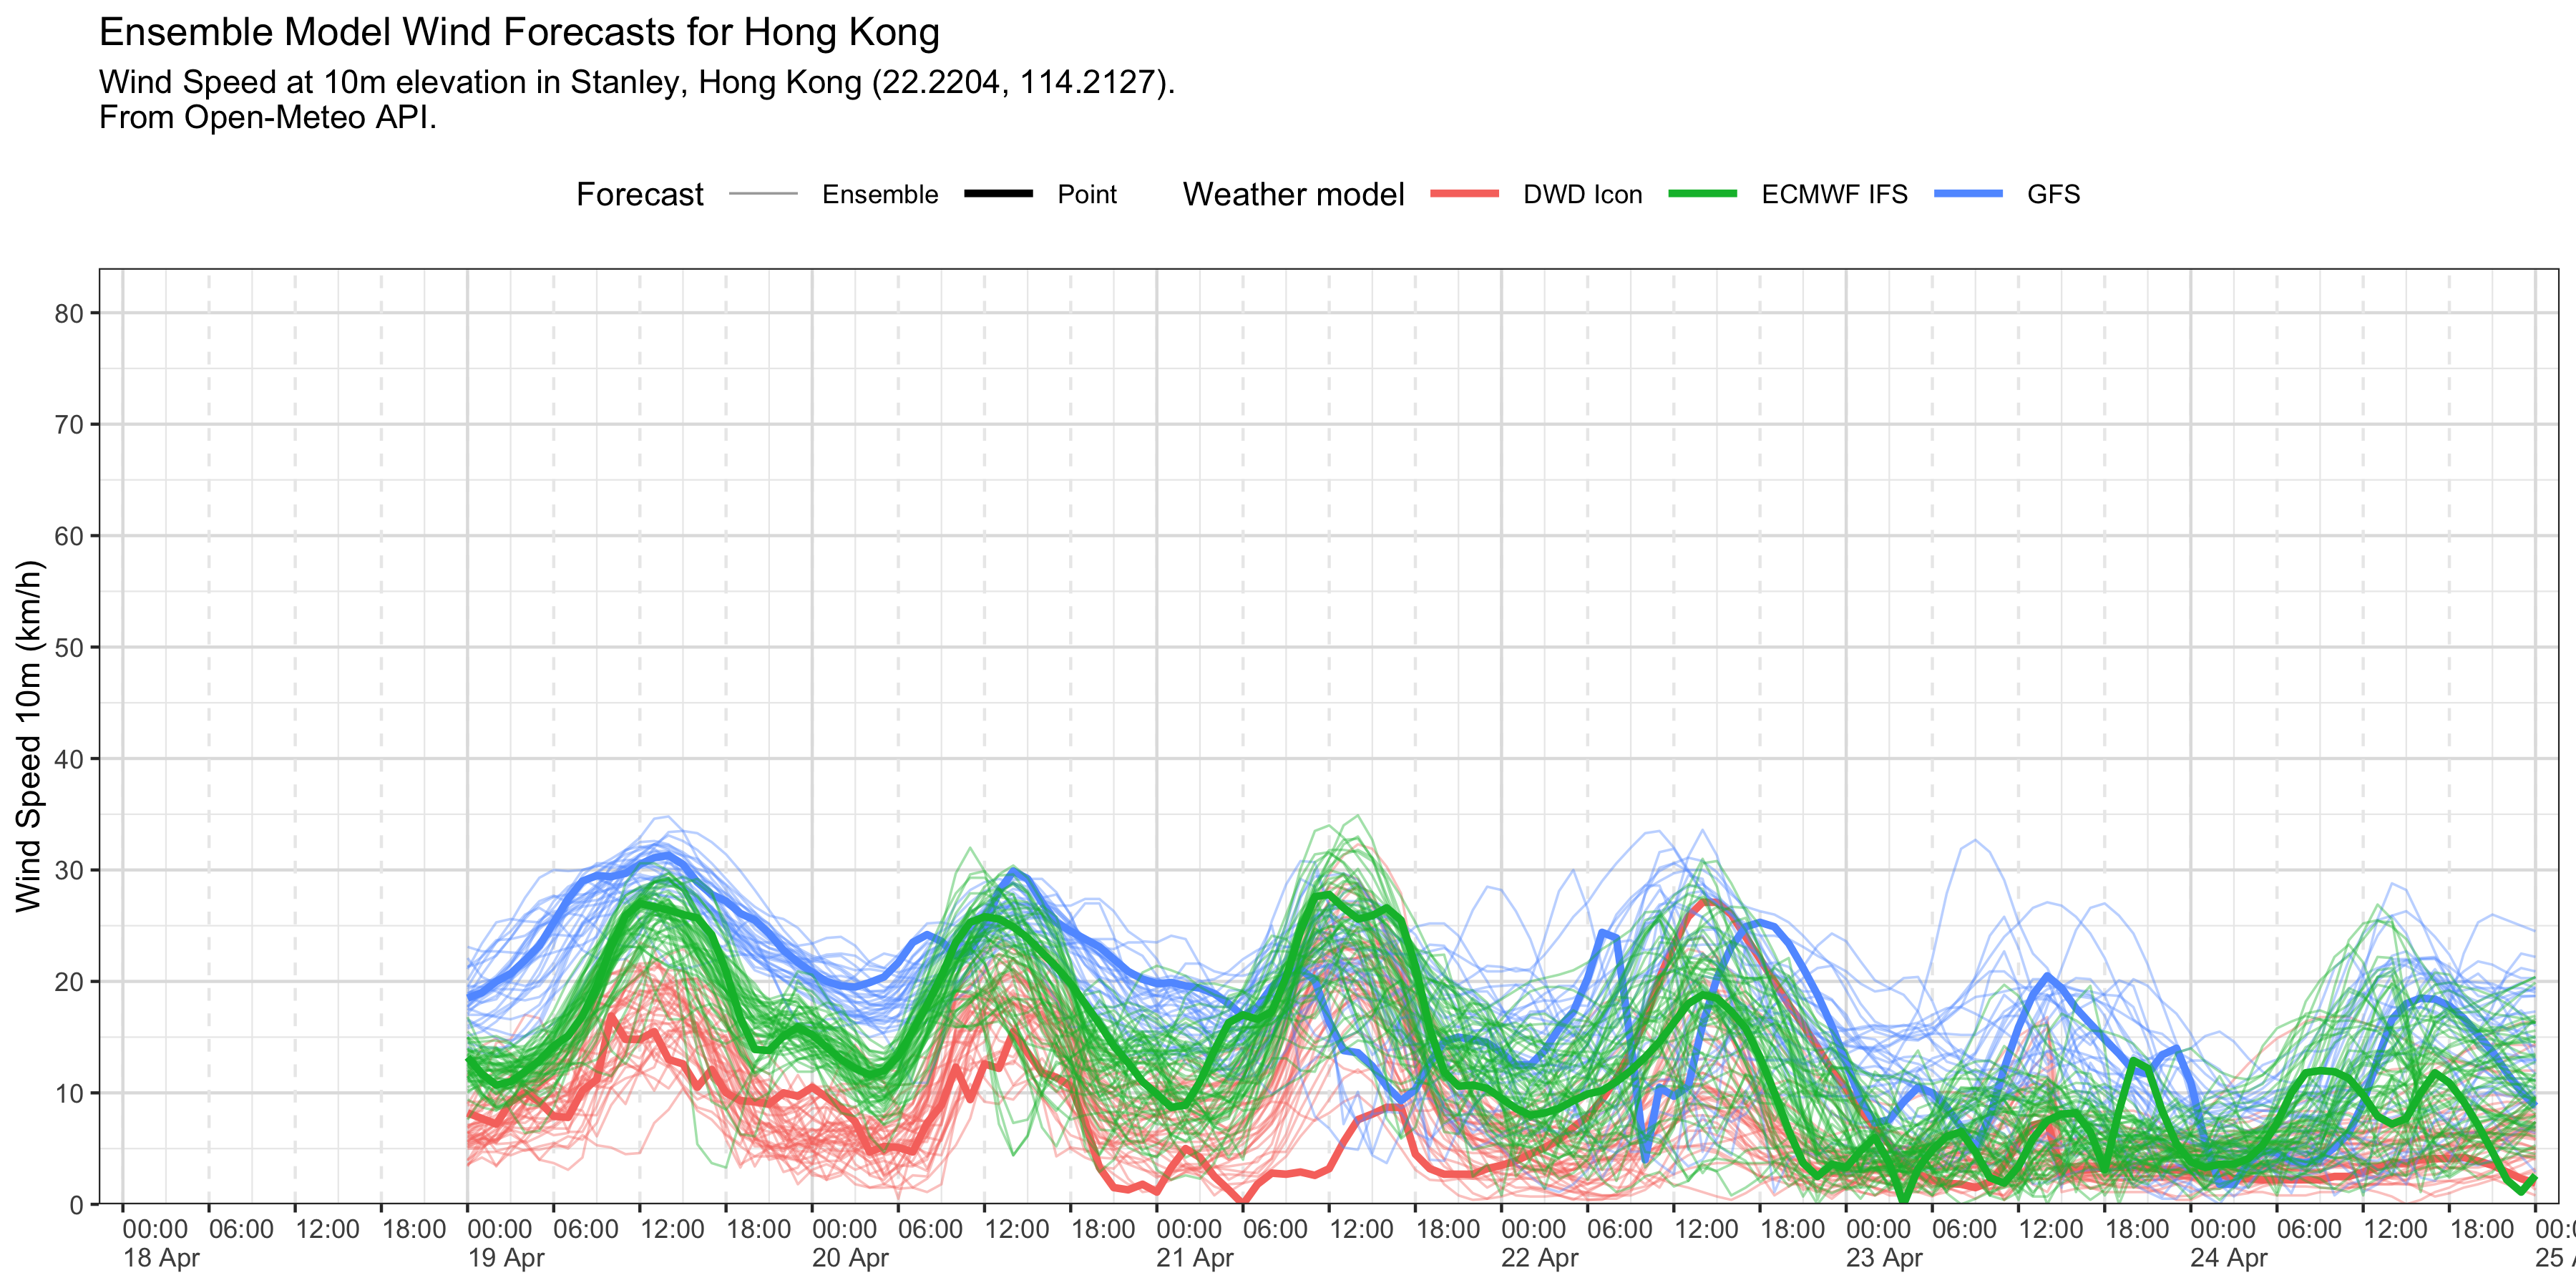 Ensemble Model Wind Forecasts for Hong Kong
Wind Speed at 10m elevation in Stanley, Hong Kong (22.2204, 114.2127).
From Open-Meteo API.
Forecast Ensemble Point Weather model DWD Icon ECMWF IFS GFS
Wind Speed 10m (km/h)
80
70
60
50
40
30
20
10
0
00:00 06:00 12:00 18:00 00:00 06:00 12:00 18:00 00:00 06:00 12:00 18:00 00:00 06:00 12:00 18:00 00:00 06:00 12:00 18:00 00:00 06:00 12:00 18:00 00:00 06:00 12:00 18:00
18 Apr 19 Apr 20 Apr 21 Apr 22 Apr 23 Apr 24 Apr 25